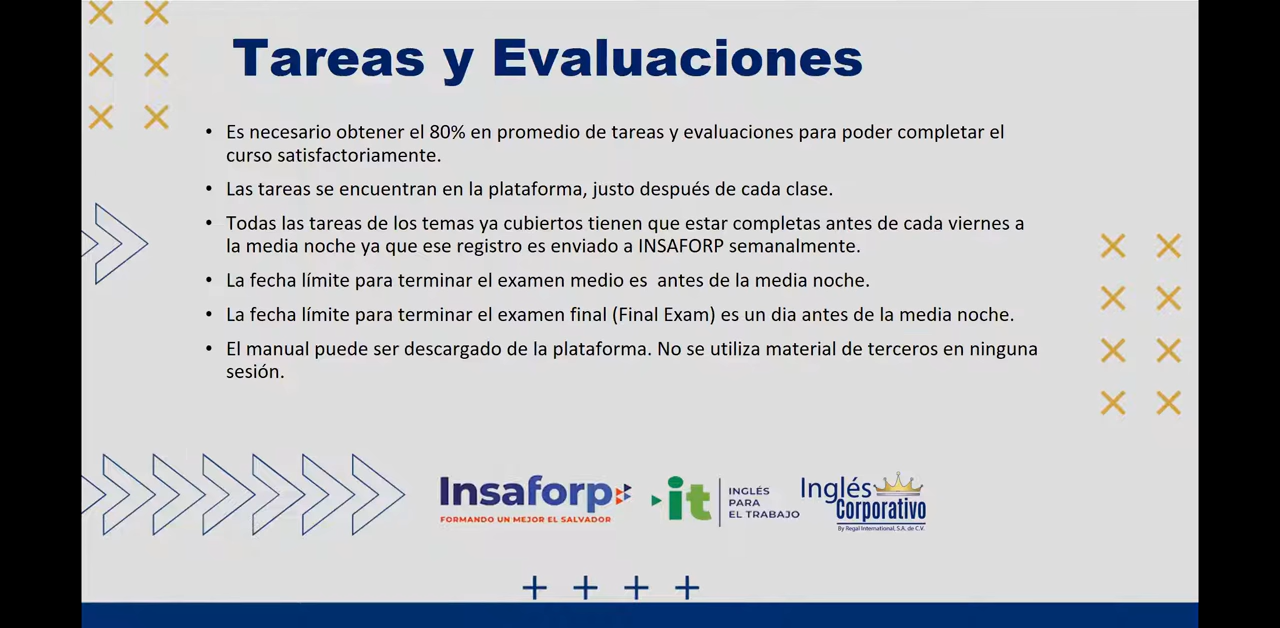 Tareas y Evaluaciones
• Es necesario obtener el 80% en promedio de tareas y evaluaciones para poder completar el
curso satisfactoriamente.
• Las tareas se encuentran en la plataforma, justo después de cada clase.
• Todas las tareas de los temas ya cubiertos tienen que estar completas antes de cada viernes a
la media noche ya que ese registro es enviado a INSAFORP semanalmente.
• La fecha límite para terminar el examen medio es  antes de la media noche.
• La fecha límite para terminar el examen final (Final Exam) es un dia antes de la media noche.
• El manual puede ser descargado de la plataforma. No se utiliza material de terceros en ninguna
sesión.
Insaforp
FORMANDO UN MEJOR EL SALVADOR
it
INGLÉS
PARA
EL TRABAJO
Inglés
Corporativo
By Regal International, S.A. de C.V.